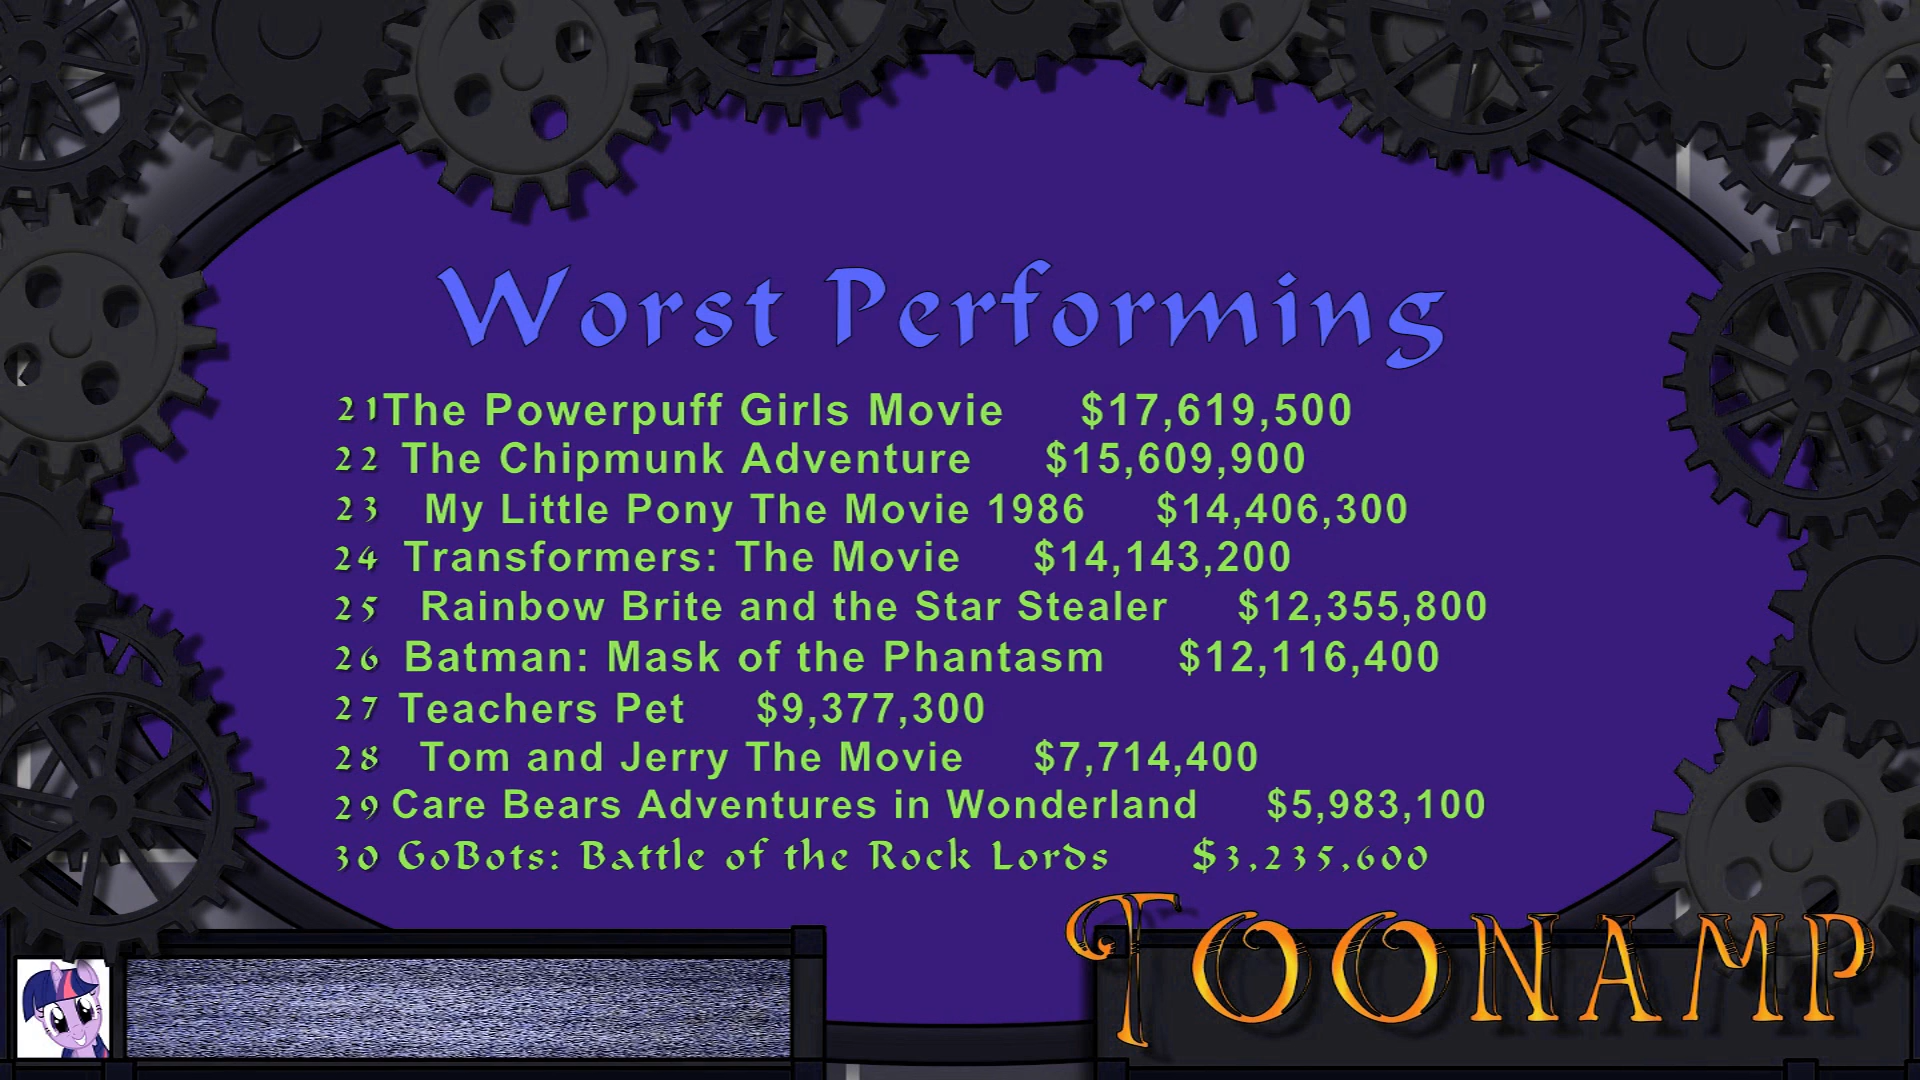 Worst Performing
21 The Powerpuff Girls Movie $17,619,500
22 The Chipmunk Adventure $15,609,900
23 My Little Pony The Movie 1986 $14,406,300
24 Transformers: The Movie $14,143,200
25 Rainbow Brite and the Star Stealer $12,355,800
26 Batman: Mask of the Phantasm $12,116,400
27 Teachers Pet $9,377,300
28 Tom and Jerry The Movie $7,714,400
29 Care Bears Adventures in Wonderland $5,983,100
30 GoBots: Battle of the Rock Lords $3,235,600
TOONAMP